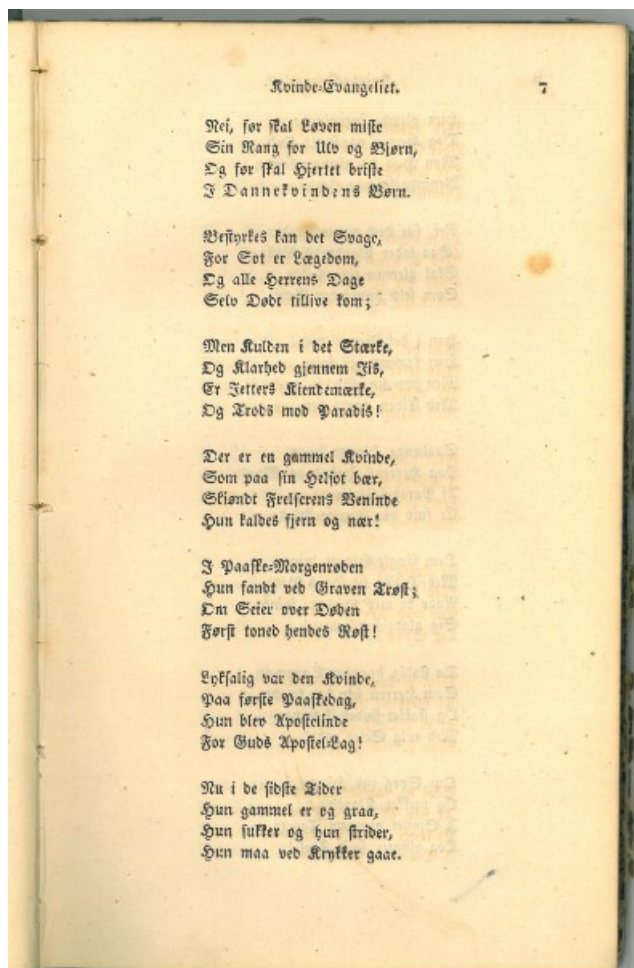 Kvinde-Evangeliet.
7
Nei, før skal Løven miste
Sin Rang for Ulv og Bjørn,
Og før skal Hjertet briste
I Dannekvindens Børn.
Bestyrkes kan det Svage,
For Sot er Lægedom,
Og alle Herrens Dage
Selv Dødt tillive kom;
Men Kulden i det Stærke,
Og Klarhed gjennem Iis,
Er Jetters Kiendemærke,
Og Trods mod Paradis!
Der er en gammel Kvinde,
Som paa sin Helsot bær,
Skiøndt Frelserens Veninde
Hun kaldes fjern og nær!
I Paaske-Morgenrøden
Hun fandt ved Graven Trøst;
Om Seier over Døden
Først toned hendes Røst!
Lyksalig var den Kvinde,
Paa første Paaskedag,
Hun blev Apostelinde
For Guds Apostel-Lag!
Nu i de sidste Tider
Hun gammel er og graa,
Hun sukker og hun strider,
Hun maa ved Krykker gaae.